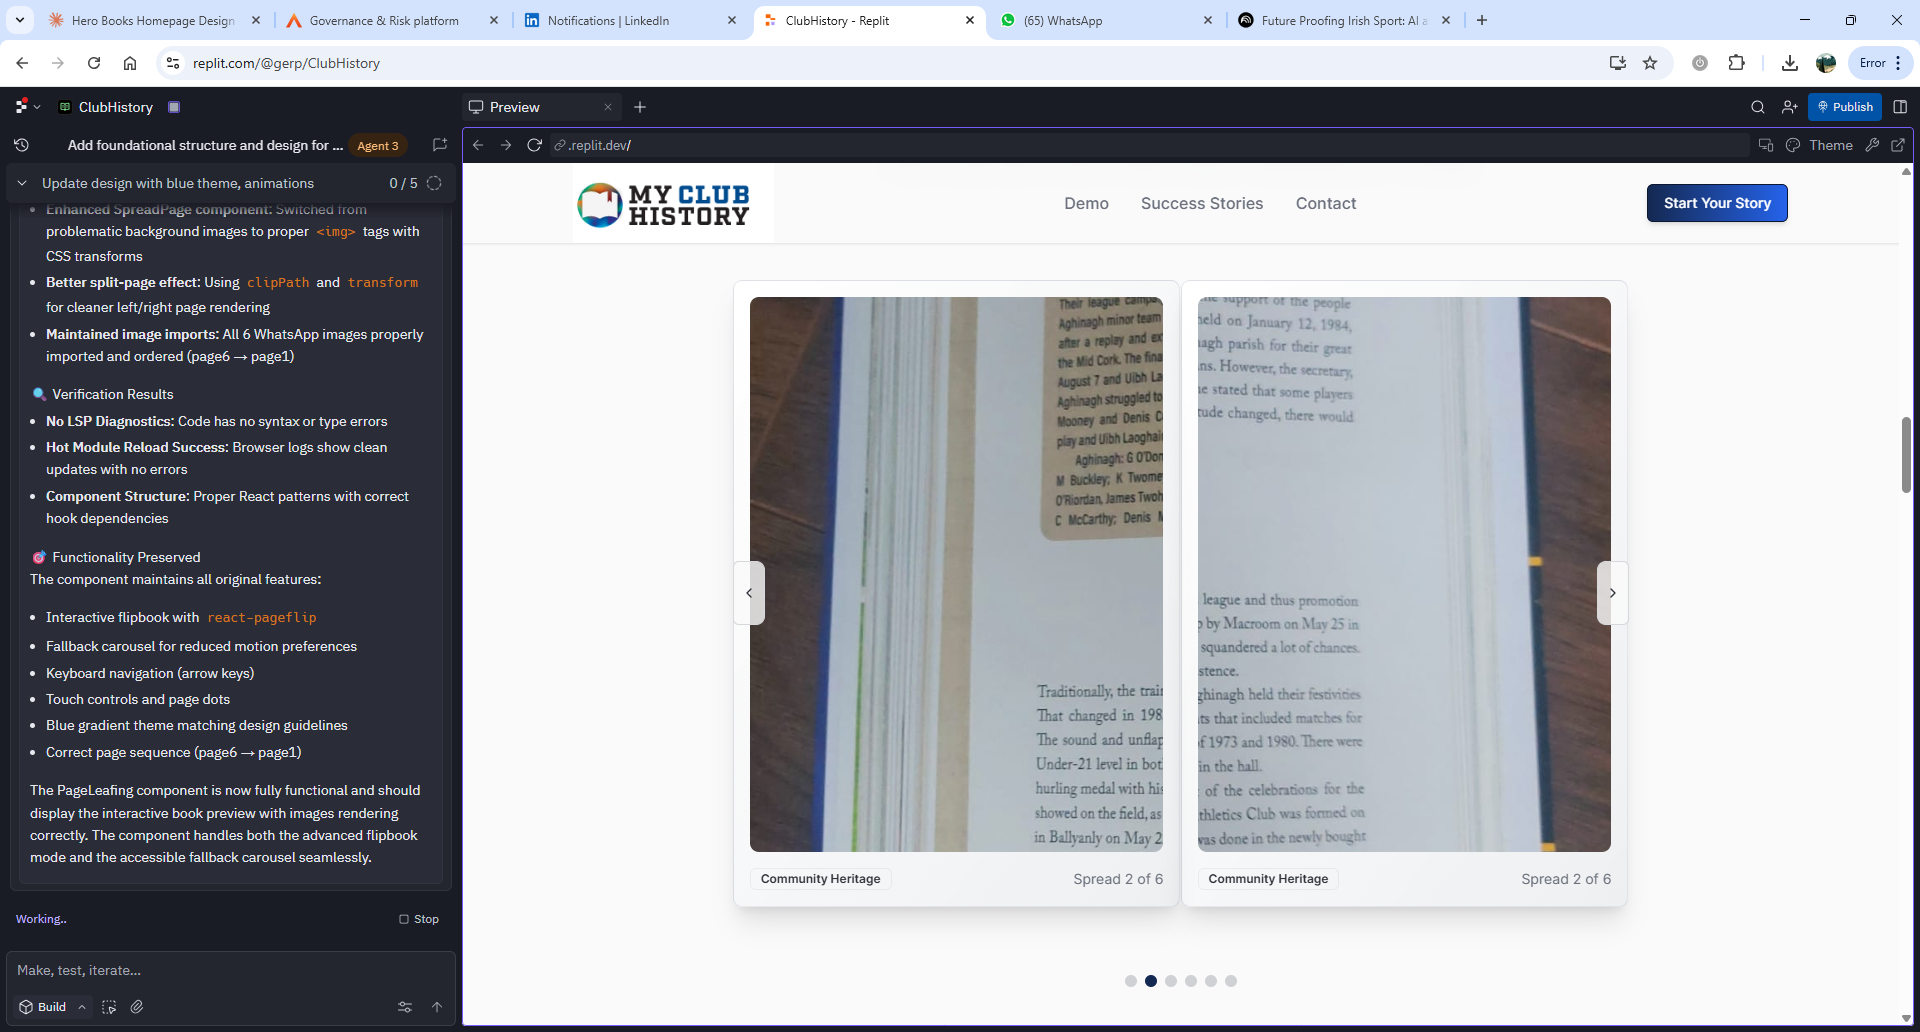 Hero Books Homepage Design
Governance & Risk platform
Notifications | LinkedIn
ClubHistory - Replit
(65) WhatsApp
Future Proofing Irish Sport: AI a
replit.com/@gerp/ClubHistory
Error
ClubHistory
Preview
Publish
Add foundational structure and design for ...
Agent 3
.replit.dev/
Theme
Update design with blue theme, animations
0 / 5
Enhanced SpreadPage component: Switched from
problematic background images to proper <img> tags with
CSS transforms
Better split-page effect: Using clipPath and transform
for cleaner left/right page rendering
Maintained image imports: All 6 WhatsApp images properly
imported and ordered (page6 → page1)
🔍 Verification Results
No LSP Diagnostics: Code has no syntax or type errors
Hot Module Reload Success: Browser logs show clean
updates with no errors
Component Structure: Proper React patterns with correct
hook dependencies
🎯 Functionality Preserved
The component maintains all original features:
Interactive flipbook with react-pageflip
Fallback carousel for reduced motion preferences
Keyboard navigation (arrow keys)
Touch controls and page dots
Blue gradient theme matching design guidelines
Correct page sequence (page6 → page1)
The PageLeafing component is now fully functional and should
display the interactive book preview with images rendering
correctly. The component handles both the advanced flipbook
mode and the accessible fallback carousel seamlessly.
Working..
Stop
Make, test, iterate...
Build
MY CLUB
HISTORY
Demo
Success Stories
Contact
Start Your Story
Their league campa
Aghinagh minor team
after a replay and ex
the Mid Cork. The fina
August 7 and Uibh La
Aghinagh struggled to
Mooney and Denis C
play and Uibh Laoghai
Aghinagh: G O'Don
M Buckley; K Twome
O'Riordan, James Twoh
C McCarthy; Denis M
Traditionally, the trai
That changed in 198
The sound and unflap
Under-21 level in bot
hurling medal with his
showed on the field, as
in Ballyanly on May 2
Community Heritage
Spread 2 of 6
the support of the people
held on January 12, 1984,
nagh parish for their great
ns. However, the secretary,
e stated that some players
tude changed, there would
league and thus promotion
p by Macroom on May 25 in
squandered a lot of chances.
stence.
ghinagh held their festivities
ts that included matches for
of 1973 and 1980. There were
in the hall.
of the celebrations for the
thletics Club was formed on
was done in the newly bought
Community Heritage
Spread 2 of 6